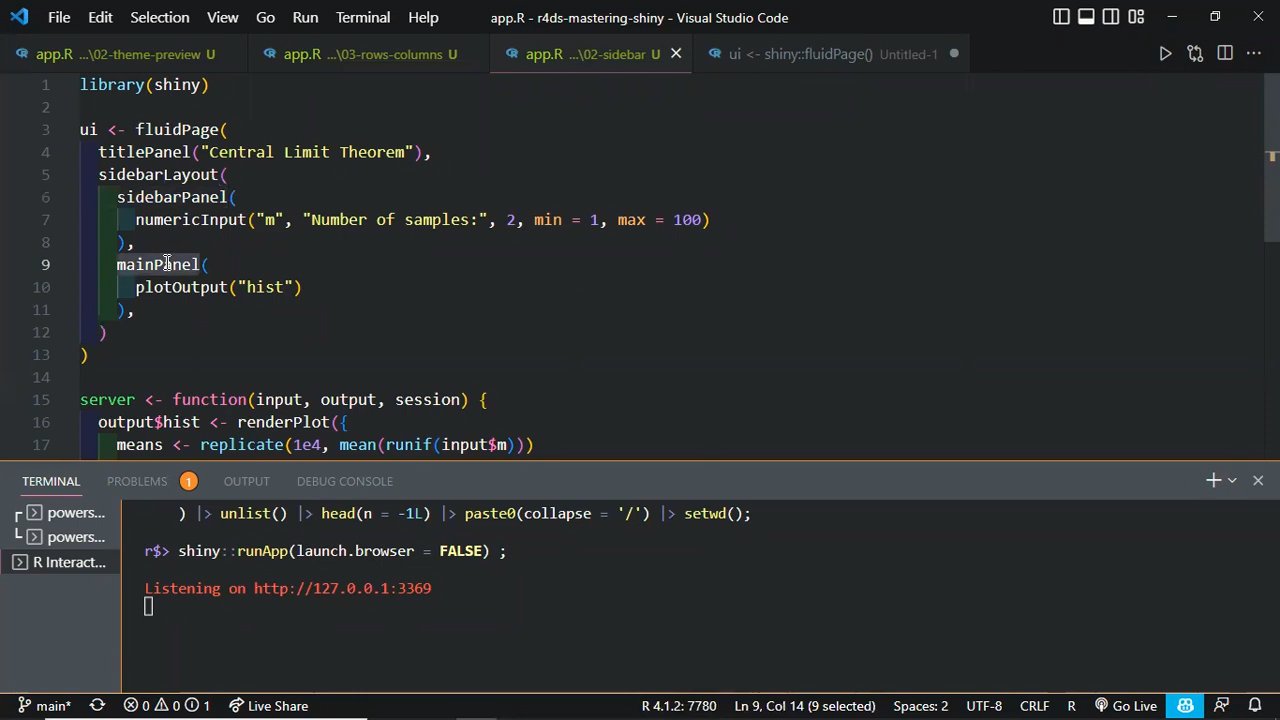 File Edit Selection View Go Run Terminal Help app.R - r4ds-mastering-shiny - Visual Studio Code
app.R ...\02-theme-preview U app.R ...\03-rows-columns U app.R ...\02-sidebar U ui <- shiny::fluidPage() Untitled-1
1 library(shiny)
2
3 ui <- fluidPage(
4 titlePanel("Central Limit Theorem"),
5 sidebarLayout(
6 sidebarPanel(
7 numericInput("m", "Number of samples:", 2, min = 1, max = 100)
8 ),
9 mainPanel(
10 plotOutput("hist")
11 ),
12 )
13 )
14
15 server <- function(input, output, session) {
16 output$hist <- renderPlot({
17 means <- replicate(1e4, mean(runif(input$m)))
TERMINAL PROBLEMS 1 OUTPUT DEBUG CONSOLE
powers...
powers...
R Interact...
) |> unlist() |> head(n = -1L) |> paste0(collapse = '/') |> setwd();
r$> shiny::runApp(launch.browser = FALSE) ;
Listening on http://127.0.0.1:3369
main* 0 0 1 Live Share R 4.1.2: 7780 Ln 9, Col 14 (9 selected) Spaces: 2 UTF-8 CRLF R Go Live